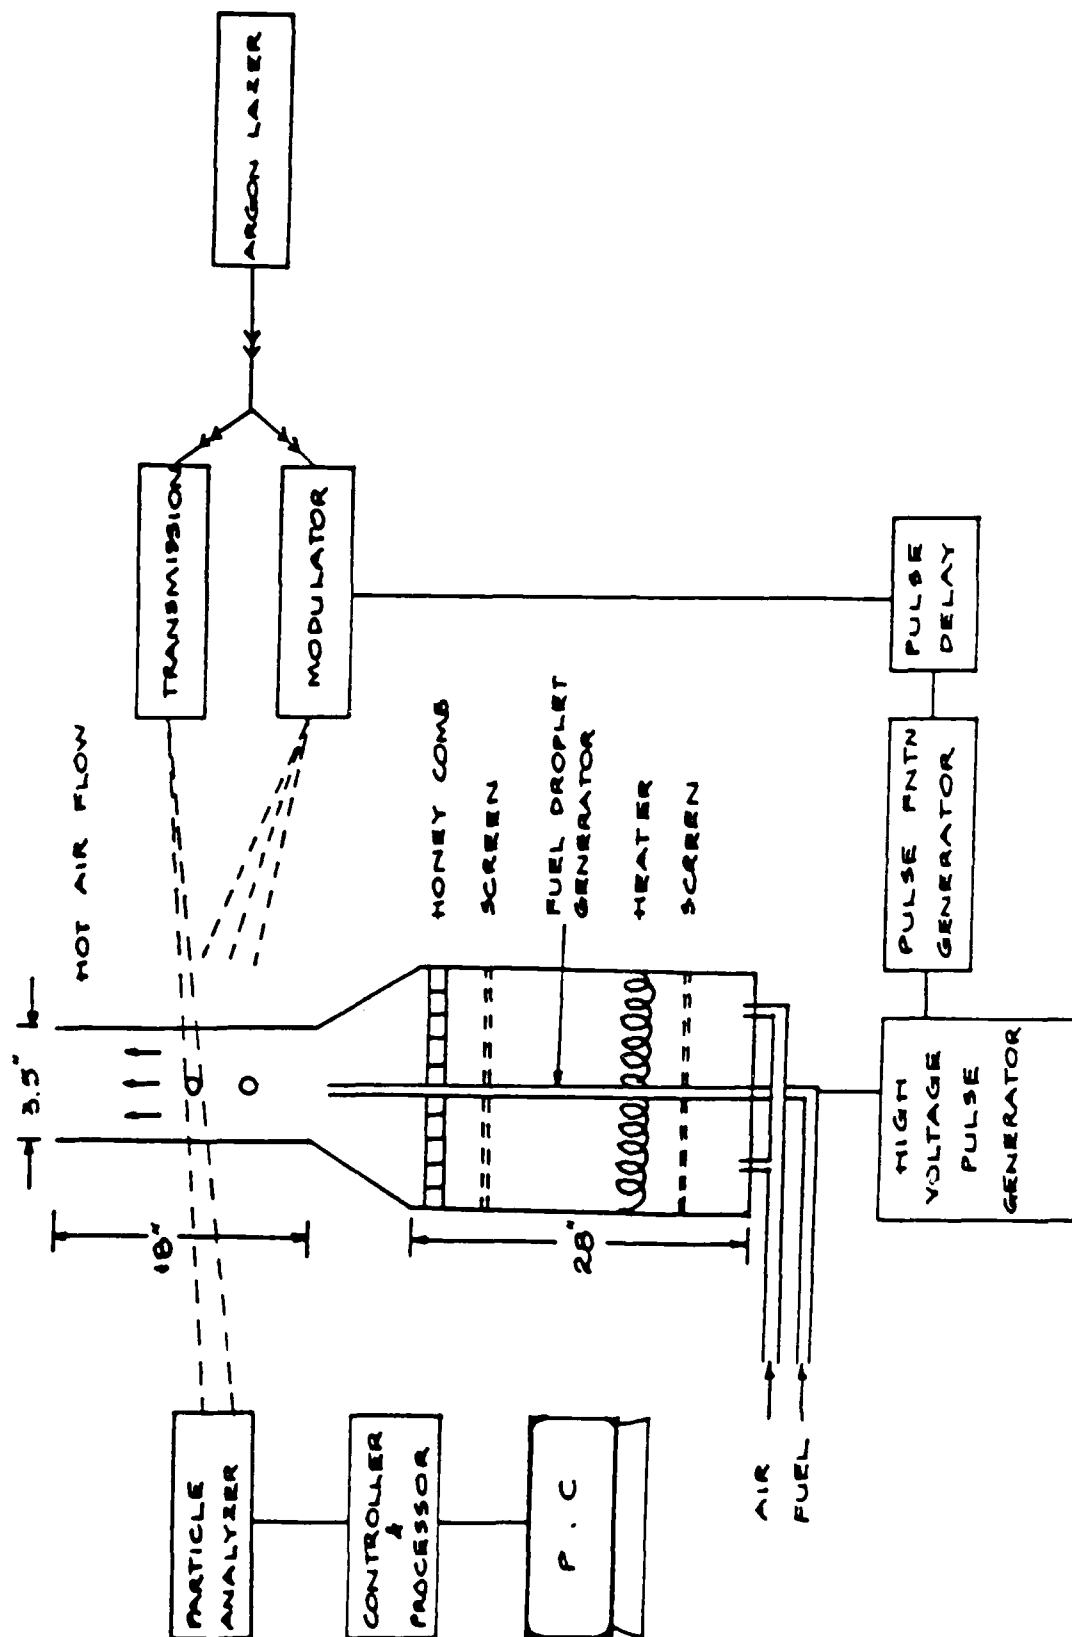 ARGON LAZER
TRANSMISSION
MODULATOR
HOT AIR FLOW
3.5"
18"
HONEY COMB
SCREEN
FUEL DROPLET
GENERATOR
HEATER
SCREEN
28"
PULSE
DELAY
PULSE FNTN
GENERATOR
HIGH
VOLTAGE
PULSE
GENERATOR
PARTICLE
ANALYZER
CONTROLLER
&
PROCESSOR
P.C
AIR
FUEL